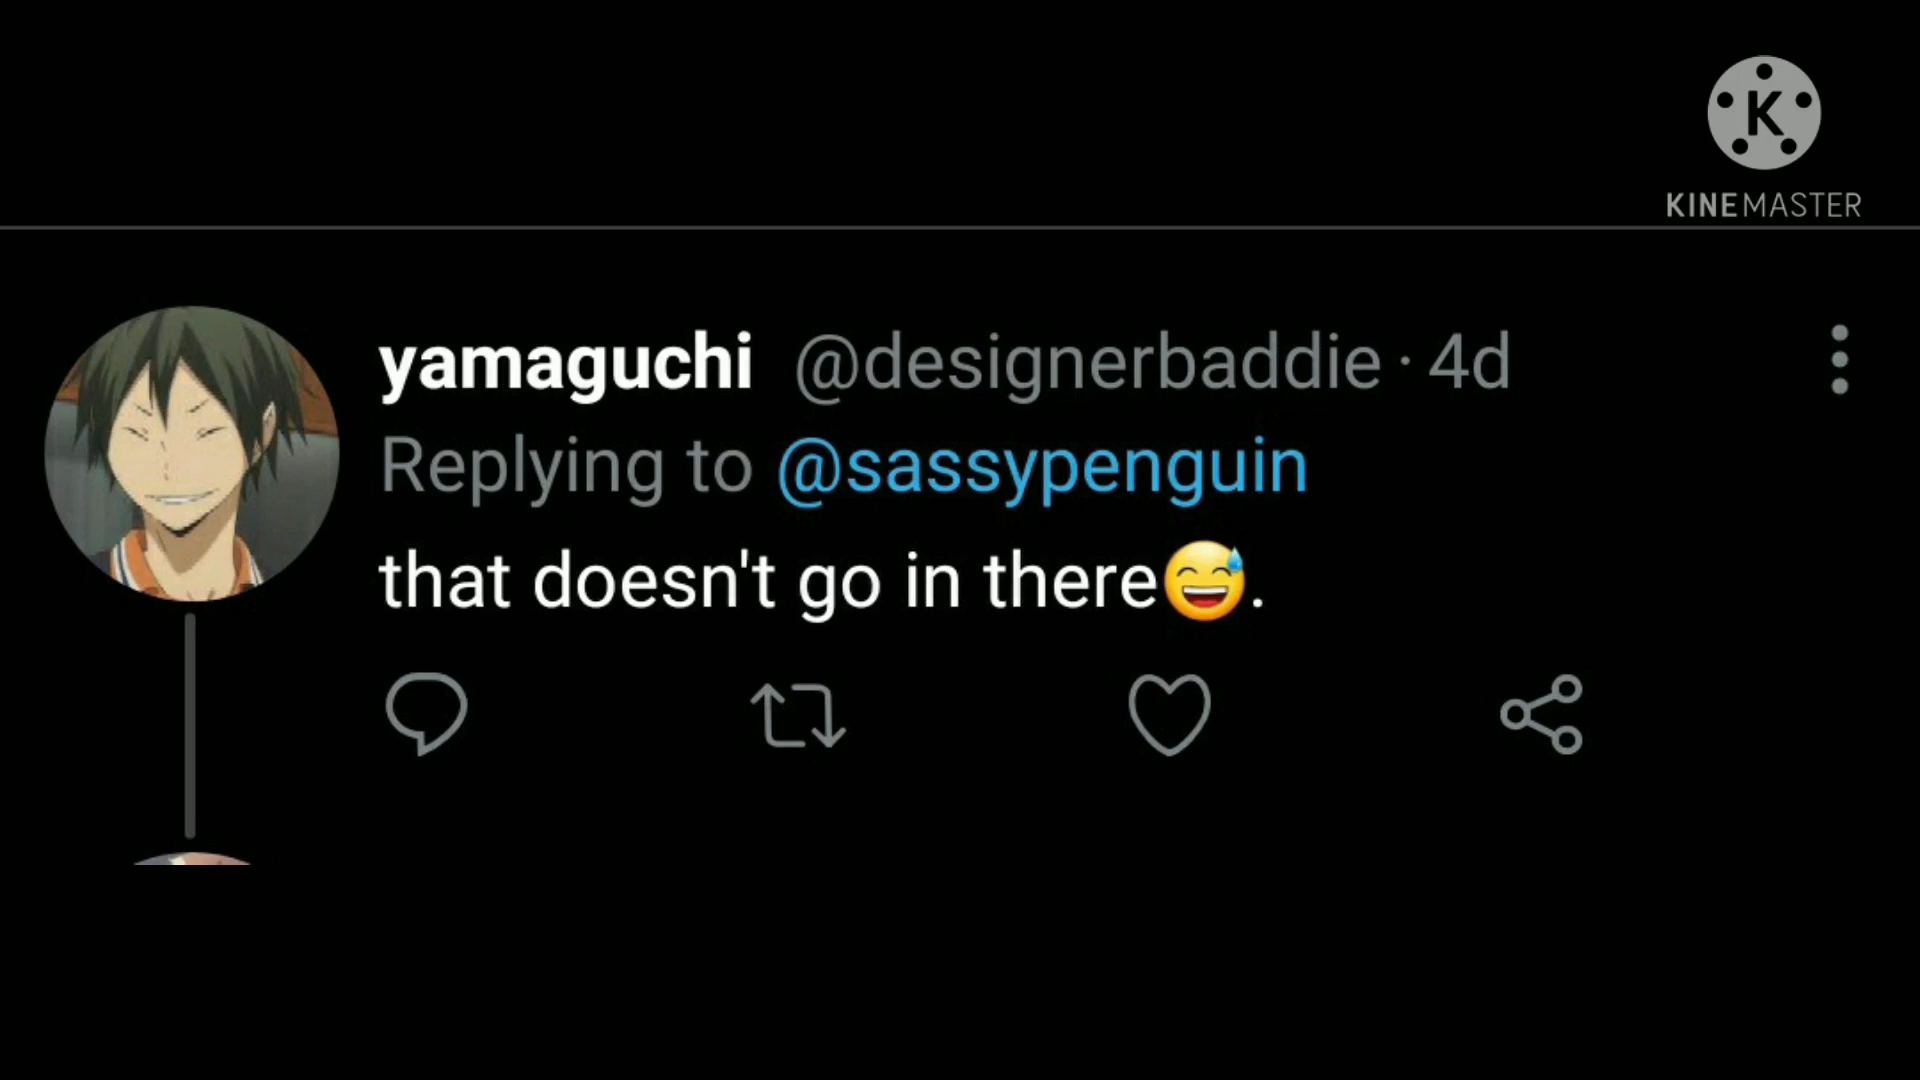 K
KINEMASTER
yamaguchi @designerbaddie · 4d
Replying to @sassypenguin
that doesn't go in there😅.